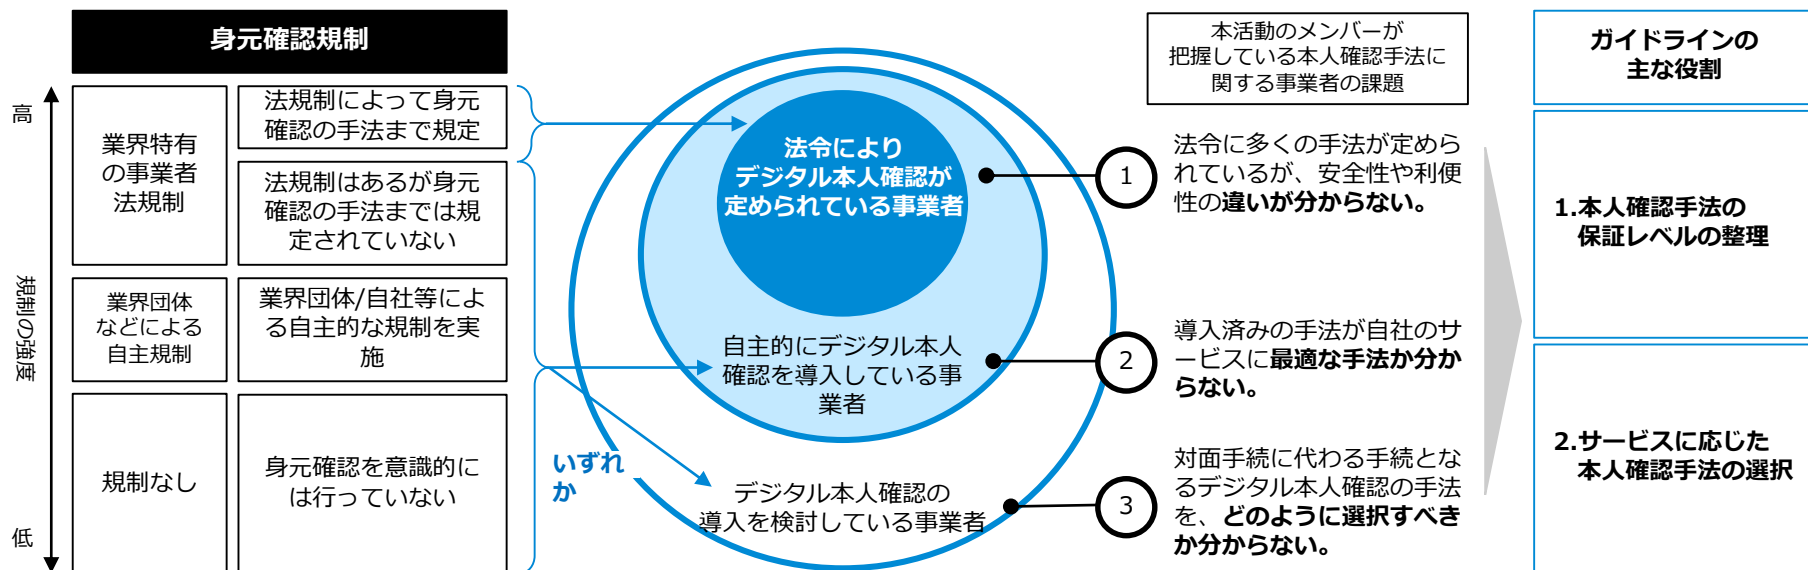 身元確認規制
高
規制の強度
低
業界特有
の事業者
法規制
法規制によって身元
確認の手法まで規定
法規制はあるが身元
確認の手法までは規
定されていない
業界団体
などによる
自主規制
業界団体/自社等によ
る自主的な規制を実
施
規制なし
身元確認を意識的に
は行っていない
いずれ
か
法令により
デジタル本人確認が
定められている事業者
自主的にデジタル本人
確認を導入している事
業者
デジタル本人確認の
導入を検討している事業者
本活動のメンバーが
把握している本人確認手法に
関する事業者の課題
1
法令に多くの手法が定めら
れているが、安全性や利便
性の違いが分からない。
2
導入済みの手法が自社のサ
ービスに最適な手法か分か
らない。
3
対面手続に代わる手続とな
るデジタル本人確認の手法
を、どのように選択すべき
か分からない。
ガイドラインの
主な役割
1.本人確認手法の
保証レベルの整理
2.サービスに応じた
本人確認手法の選択